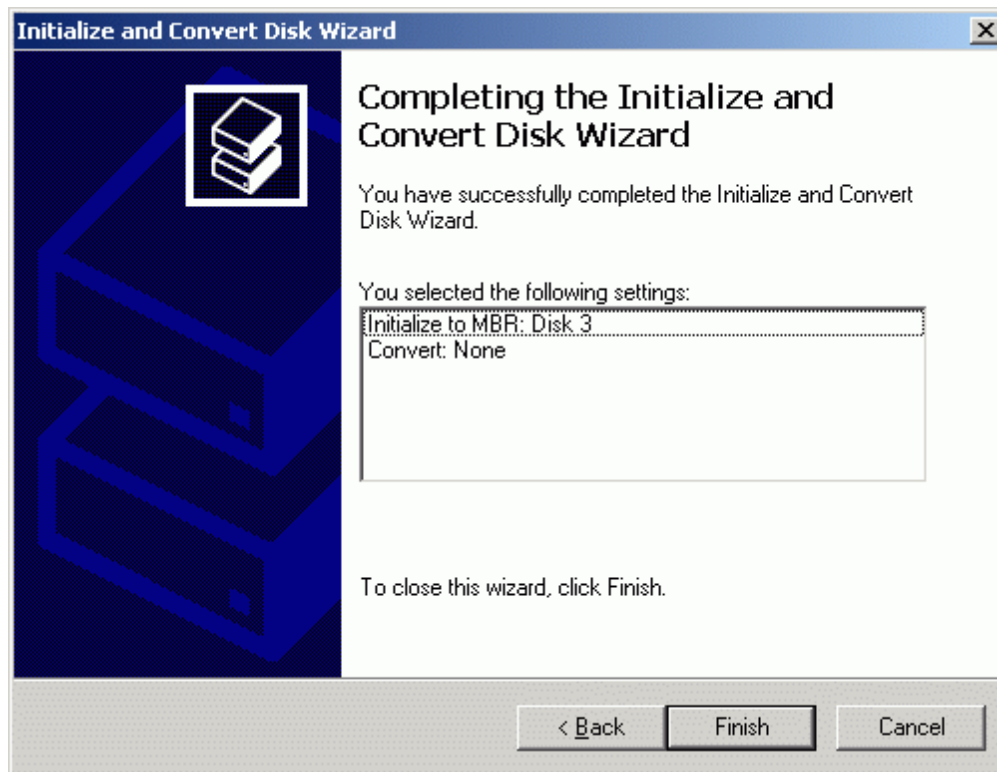 Initialize and Convert Disk Wizard
Completing the Initialize and
Convert Disk Wizard
You have successfully completed the Initialize and Convert
Disk Wizard.
You selected the following settings:
Initialize to MBR: Disk 3
Convert: None
To close this wizard, click Finish.
< Back Finish Cancel